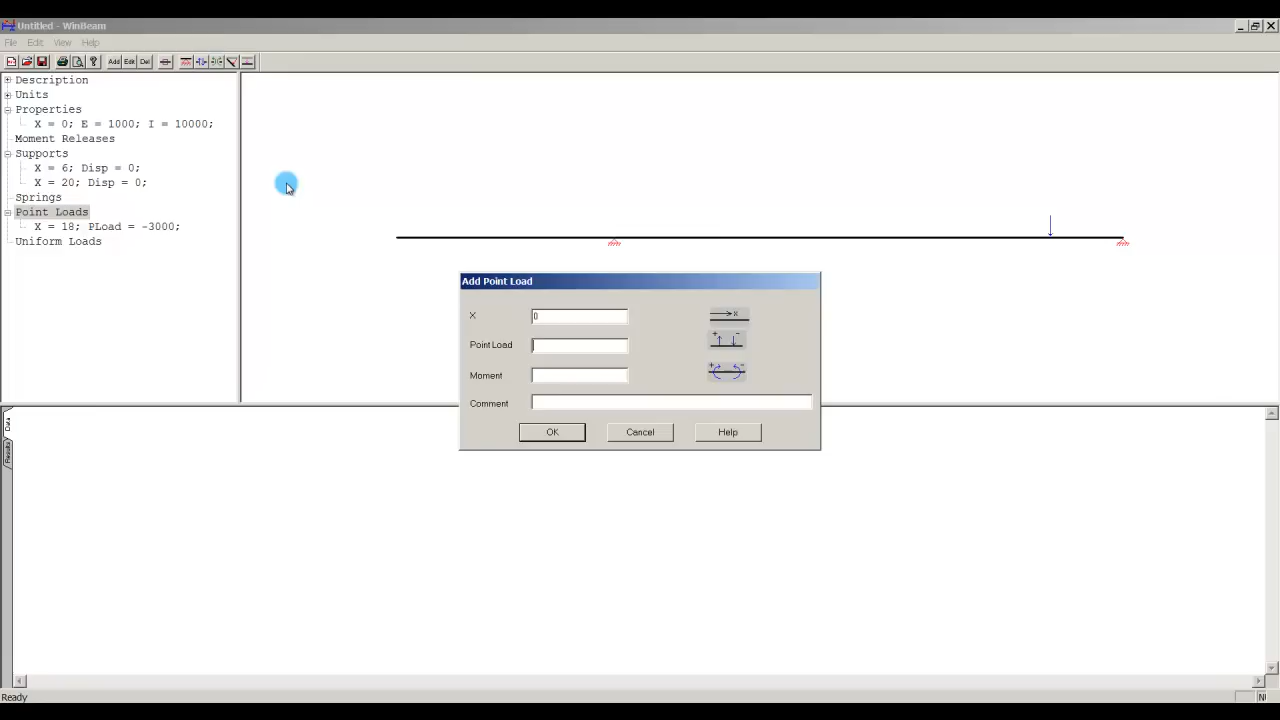 Untitled - WinBeam
File Edit View Help
Add Edit Del
Description
Units
Properties
X = 0; E = 1000; I = 10000;
Moment Releases
Supports
X = 6; Disp = 0;
X = 20; Disp = 0;
Springs
Point Loads
X = 18; PLoad = -3000;
Uniform Loads
Add Point Load
X 0
x
Point Load
+ -
Moment
+ -
Comment
OK Cancel Help
Data
Results
Ready